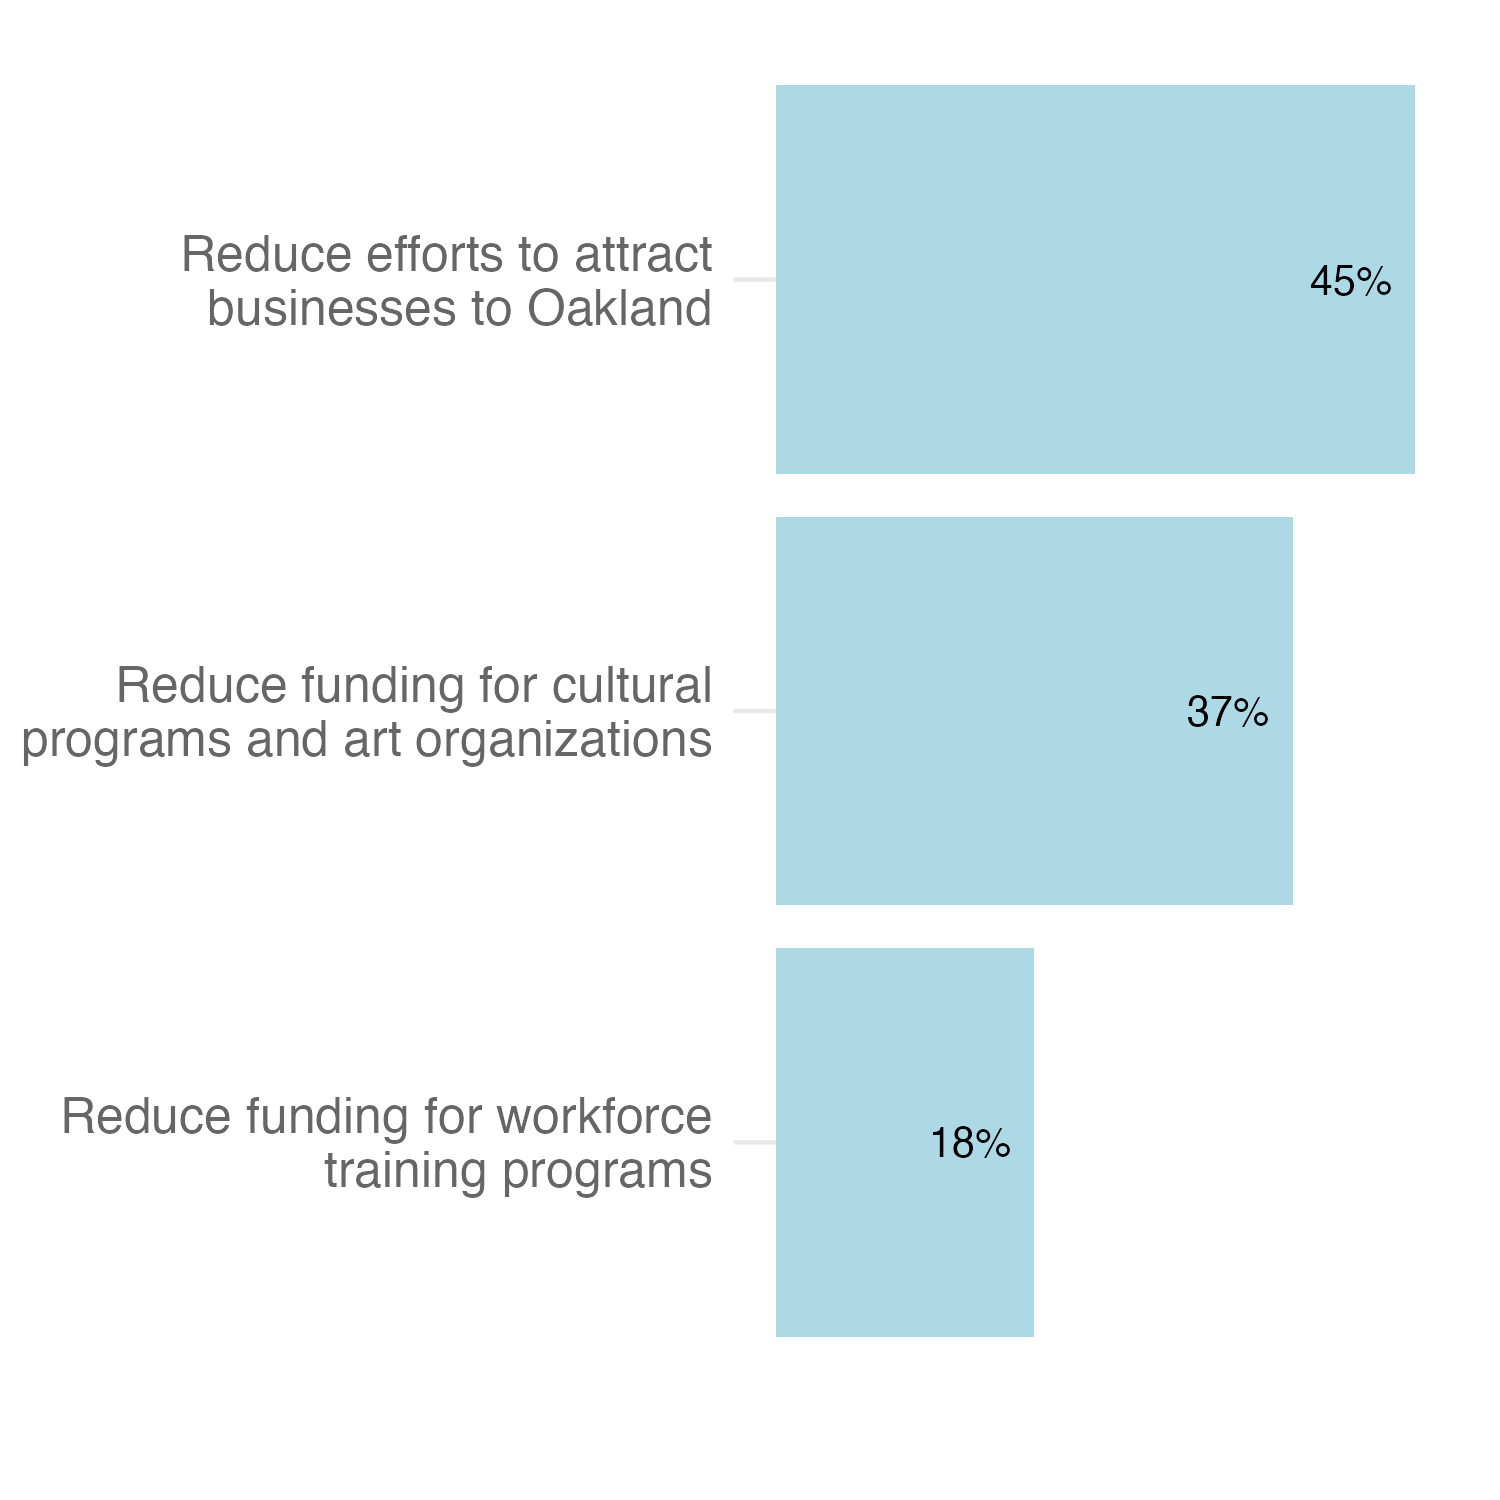 Reduce efforts to attract
businesses to Oakland
45%
Reduce funding for cultural
programs and art organizations
37%
Reduce funding for workforce
training programs
18%